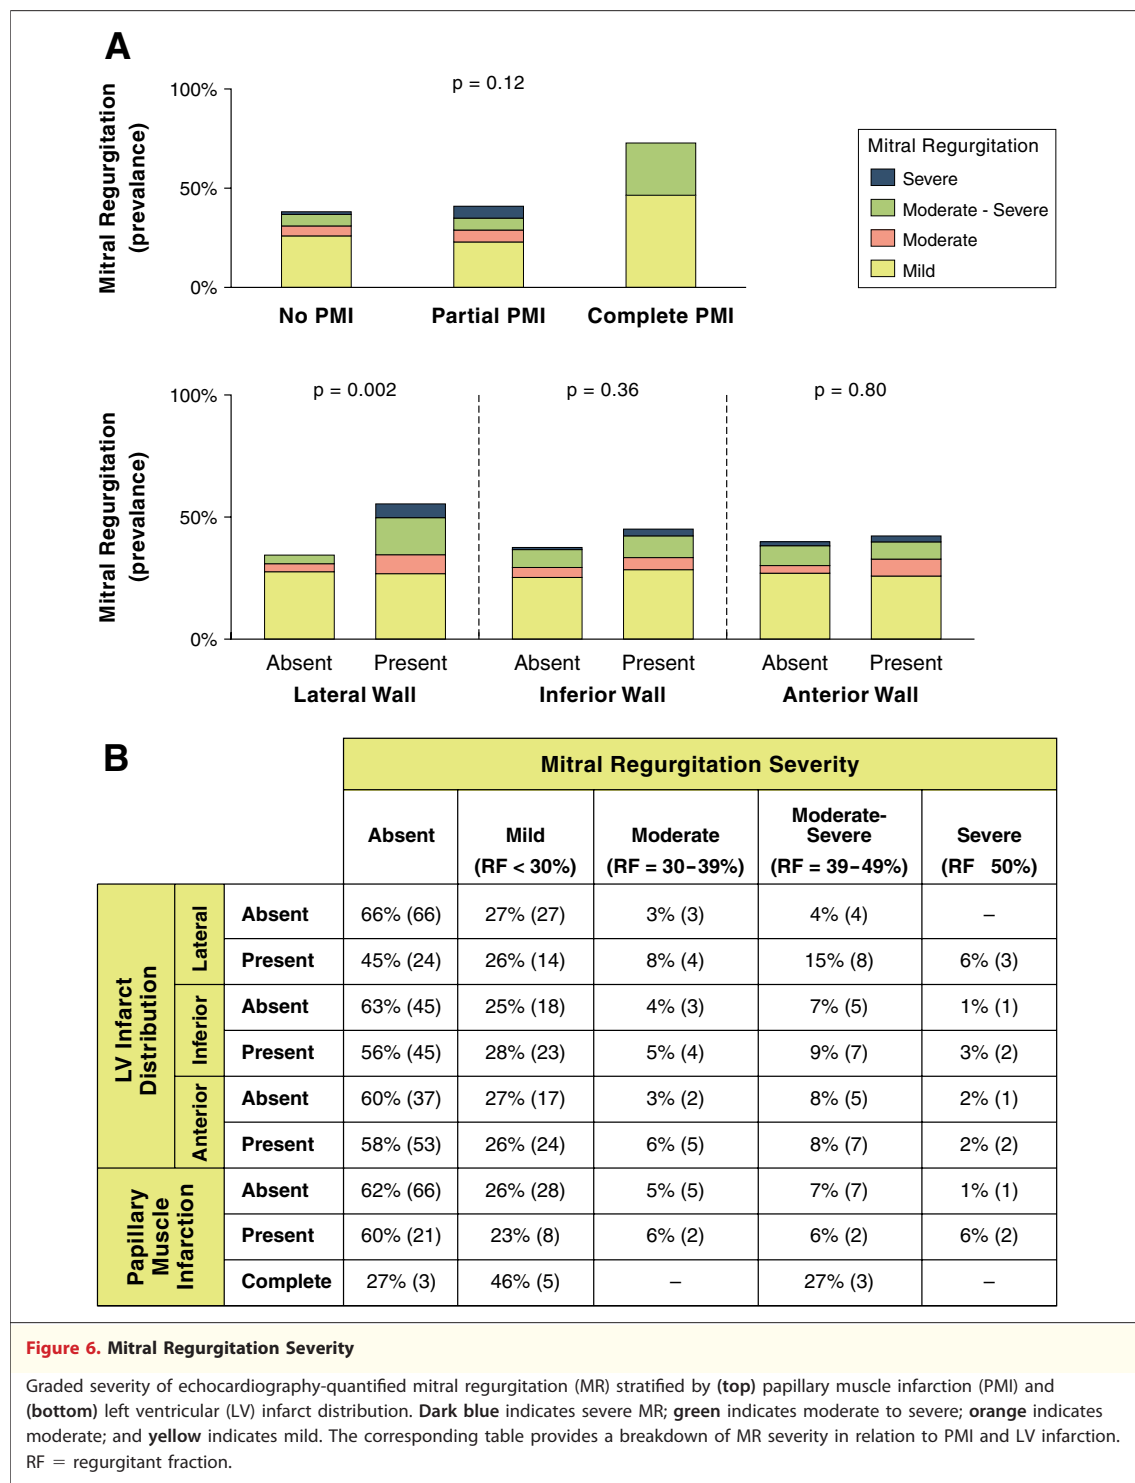 A
Mitral Regurgitation
(prevalance)
100%
50%
0%
p = 0.12
No PMI Partial PMI Complete PMI
Mitral Regurgitation
Severe
Moderate - Severe
Moderate
Mild
Mitral Regurgitation
(prevalance)
100%
50%
0%
p = 0.002 p = 0.36 p = 0.80
Absent Present Absent Present Absent Present
Lateral Wall Inferior Wall Anterior Wall
B
Mitral Regurgitation Severity
Absent Mild (RF < 30%) Moderate (RF = 30–39%) Moderate-Severe (RF = 39–49%) Severe (RF 50%)
LV Infarct Distribution
Lateral
Absent 66% (66) 27% (27) 3% (3) 4% (4) –
Present 45% (24) 26% (14) 8% (4) 15% (8) 6% (3)
Inferior
Absent 63% (45) 25% (18) 4% (3) 7% (5) 1% (1)
Present 56% (45) 28% (23) 5% (4) 9% (7) 3% (2)
Anterior
Absent 60% (37) 27% (17) 3% (2) 8% (5) 2% (1)
Present 58% (53) 26% (24) 6% (5) 8% (7) 2% (2)
Papillary Muscle Infarction
Absent 62% (66) 26% (28) 5% (5) 7% (7) 1% (1)
Present 60% (21) 23% (8) 6% (2) 6% (2) 6% (2)
Complete 27% (3) 46% (5) – 27% (3) –
Figure 6. Mitral Regurgitation Severity
Graded severity of echocardiography-quantified mitral regurgitation (MR) stratified by (top) papillary muscle infarction (PMI) and
(bottom) left ventricular (LV) infarct distribution. Dark blue indicates severe MR; green indicates moderate to severe; orange indicates
moderate; and yellow indicates mild. The corresponding table provides a breakdown of MR severity in relation to PMI and LV infarction.
RF = regurgitant fraction.